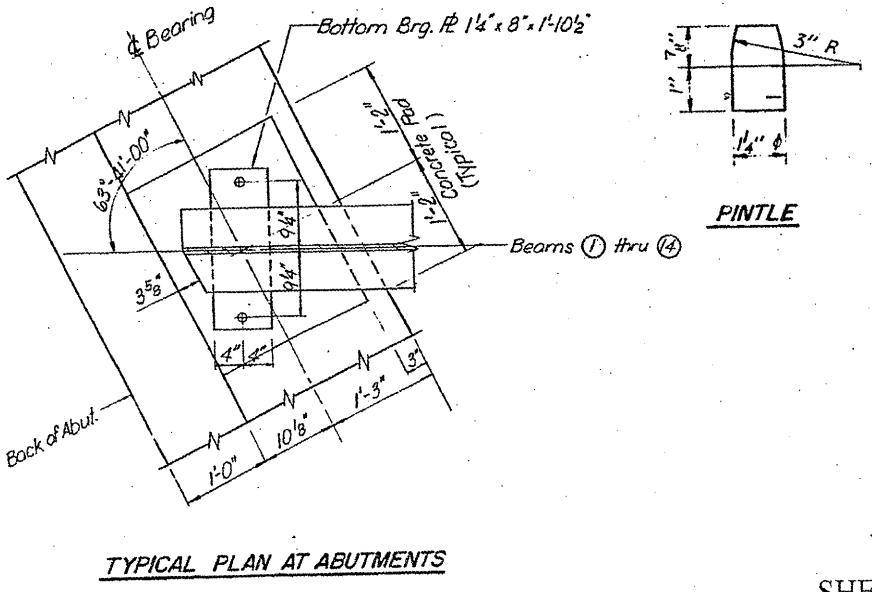 ℄ Bearing
Bottom Brg. ℙL 1¼" x 8" x 1'-10½"
63°-41'-00"
1'-2"
Concrete Pad
(Typical)
1'-2"
9¼"
9¼"
Beams ① thru ⑭
3⅝"
4" 4"
3"
1'-3"
10⅛"
1'-0"
Back of Abut.
TYPICAL PLAN AT ABUTMENTS
3" R
1"
1¼" ϕ
PINTLE
SHE